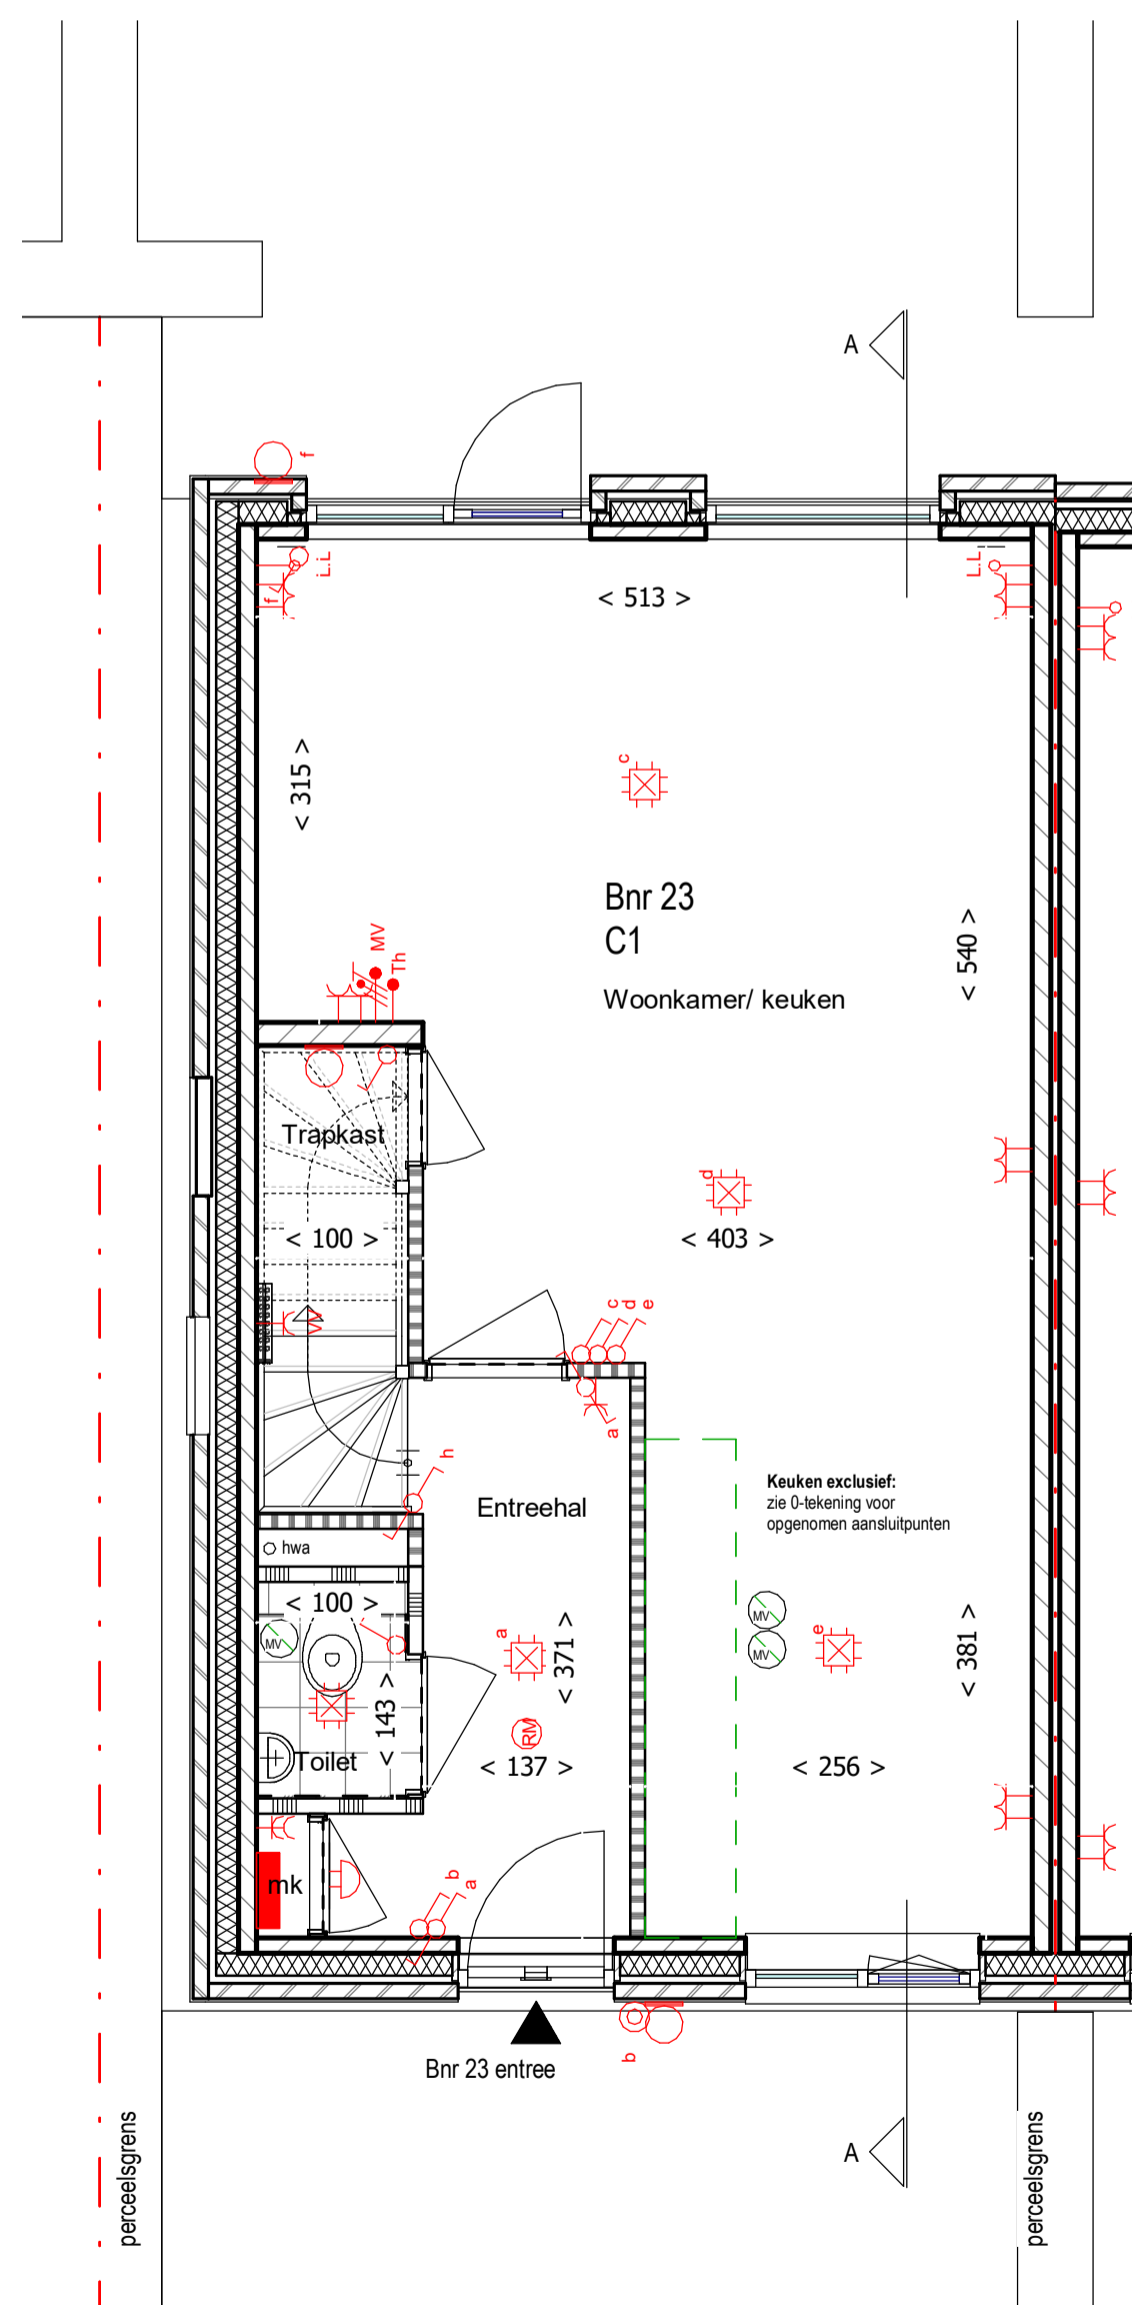 A
f
L.L
f
L.L
< 513 >
< 315 >
c
Bnr 23
C1
< 540 >
MV
Th
Woonkamer/ keuken
Trapkast
d
< 100 >
< 403 >
W
c
d
e
a
h
Keuken exclusief:
zie 0-tekening voor
opgenomen aansluitpunten
Entreehal
hwa
< 100 >
MV
MV
MV
a
e
< 371 >
< 381 >
< 143 >
RM
Toilet
< 137 >
< 256 >
mk
b
a
b
Bnr 23 entree
A
perceelsgrens
perceelsgrens